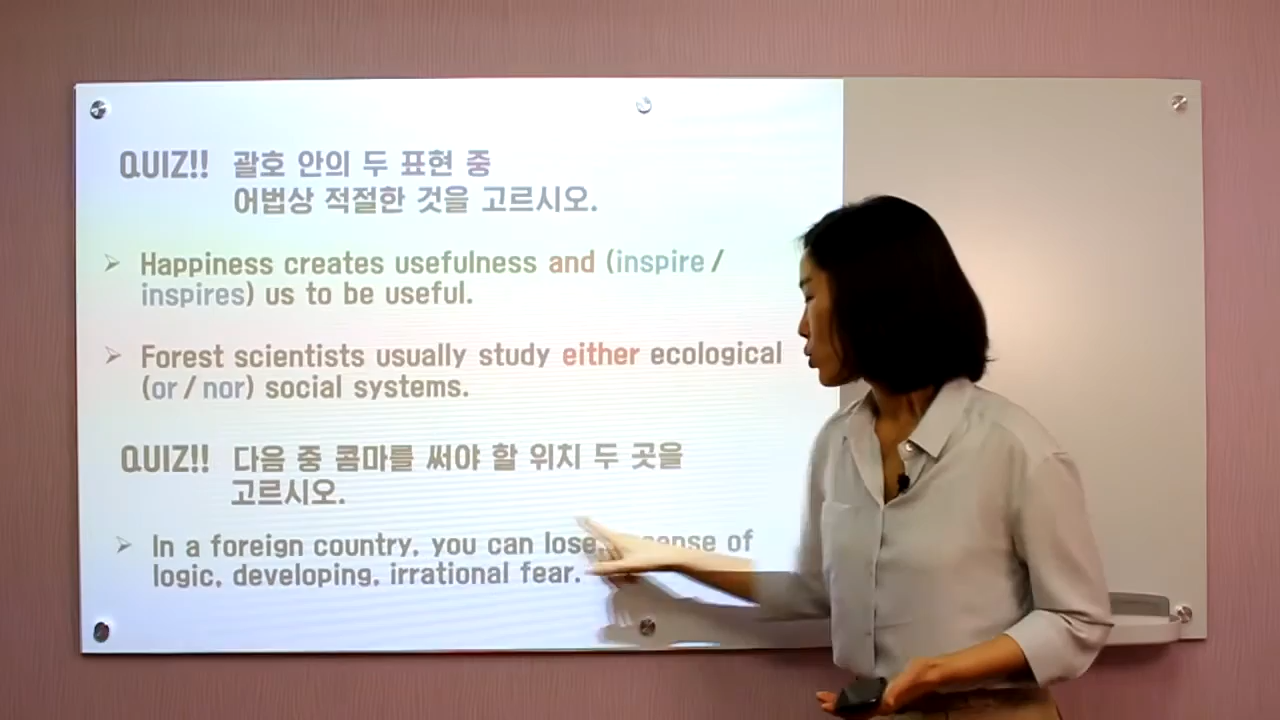 QUIZ!! 괄호 안의 두 표현 중
어법상 적절한 것을 고르시오.
➢ Happiness creates usefulness and (inspire /
inspires) us to be useful.
➢ Forest scientists usually study either ecological
(or / nor) social systems.
QUIZ!! 다음 중 콤마를 써야 할 위치 두 곳을
고르시오.
➢ In a foreign country, you can lose sense of
logic, developing, irrational fear.